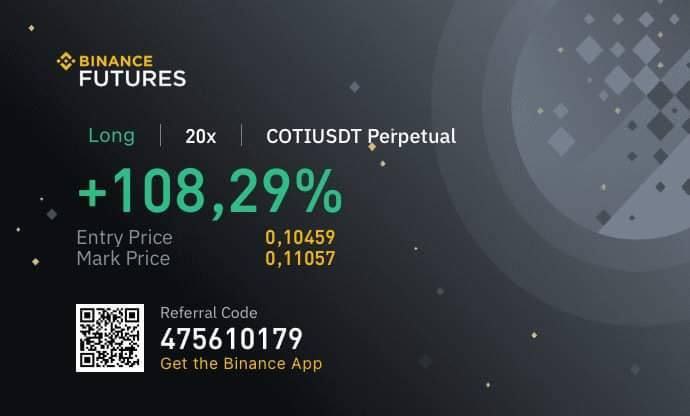 BINANCE
FUTURES
Long | 20x | COTIUSDT Perpetual
+108,29%
Entry Price 0,10459
Mark Price 0,11057
Referral Code
475610179
Get the Binance App